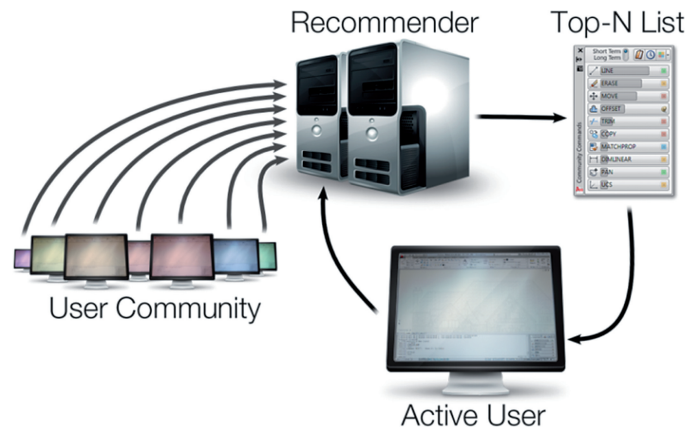 Recommender
Top-N List
Short Term
Long Term
LINE
ERASE
MOVE
OFFSET
TRIM
COPY
MATCHPROP
DIMLINEAR
PAN
UCS
Community Commands
User Community
Active User